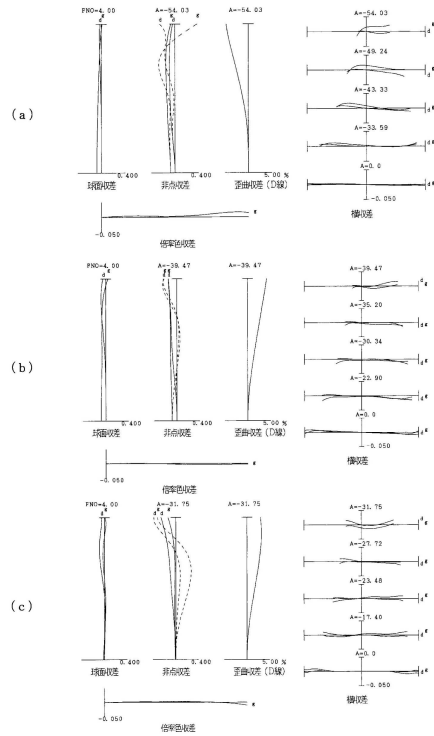 (a)
FNO=4.00
d g
0.400
球面収差
A=-54.03
d g g
0.400
非点収差
A=-54.03
5.00 %
歪曲収差(D線)
-0.050
g
倍率色収差
A=-54.03
g
d
A=-49.24
g
d
A=-43.33
g
d
A=-33.59
g
d
A=0.0
d g
-0.050
横収差
(b)
FNO=4.00
d g
0.400
球面収差
A=-39.47
g g
0.400
非点収差
A=-39.47
5.00 %
歪曲収差(D線)
-0.050
g
倍率色収差
A=-39.47
d g
A=-35.20
d g
A=-30.34
g
d
A=-22.90
g
d
A=0.0
g
d
-0.050
横収差
(c)
FNO=4.00
d g
0.400
球面収差
A=-31.75
g g
d d
0.400
非点収差
A=-31.75
5.00 %
歪曲収差(D線)
-0.050
g
倍率色収差
A=-31.75
d g
A=-27.72
d g
A=-23.48
d g
A=-17.40
d g
A=0.0
d g
-0.050
横収差